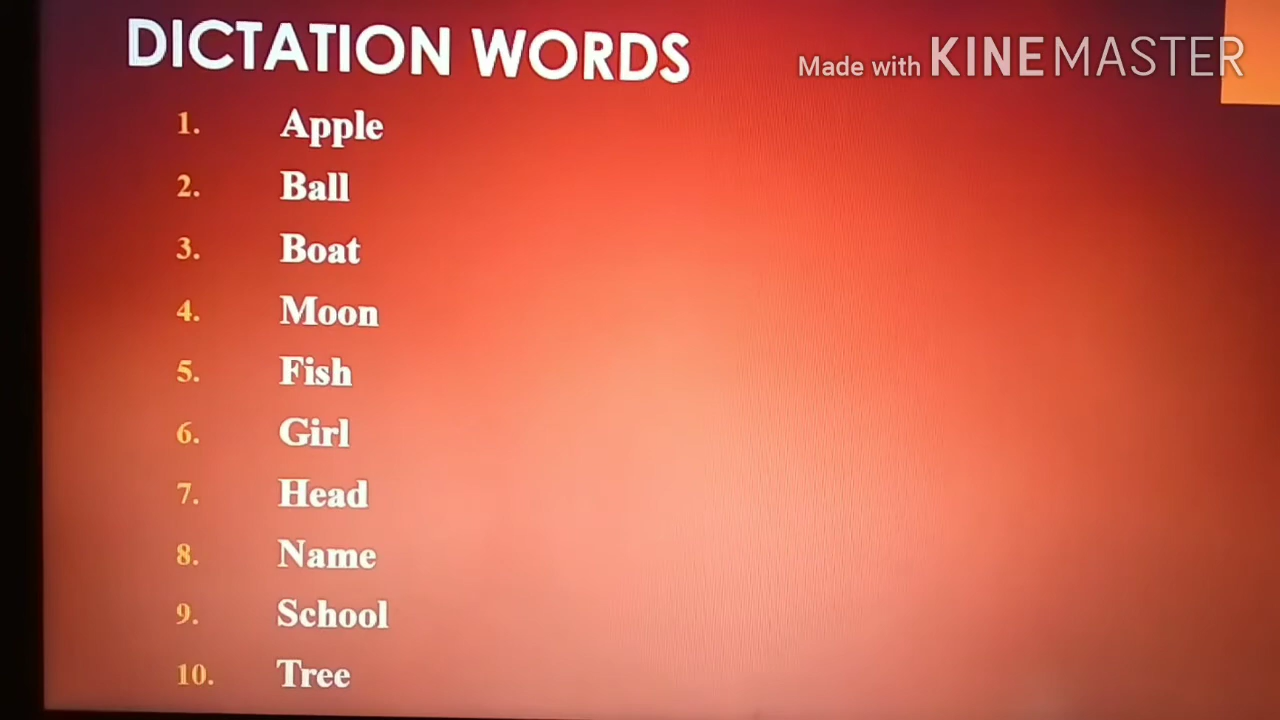 DICTATION WORDS
Made with KINEMASTER
1. Apple
2. Ball
3. Boat
4. Moon
5. Fish
6. Girl
7. Head
8. Name
9. School
10. Tree